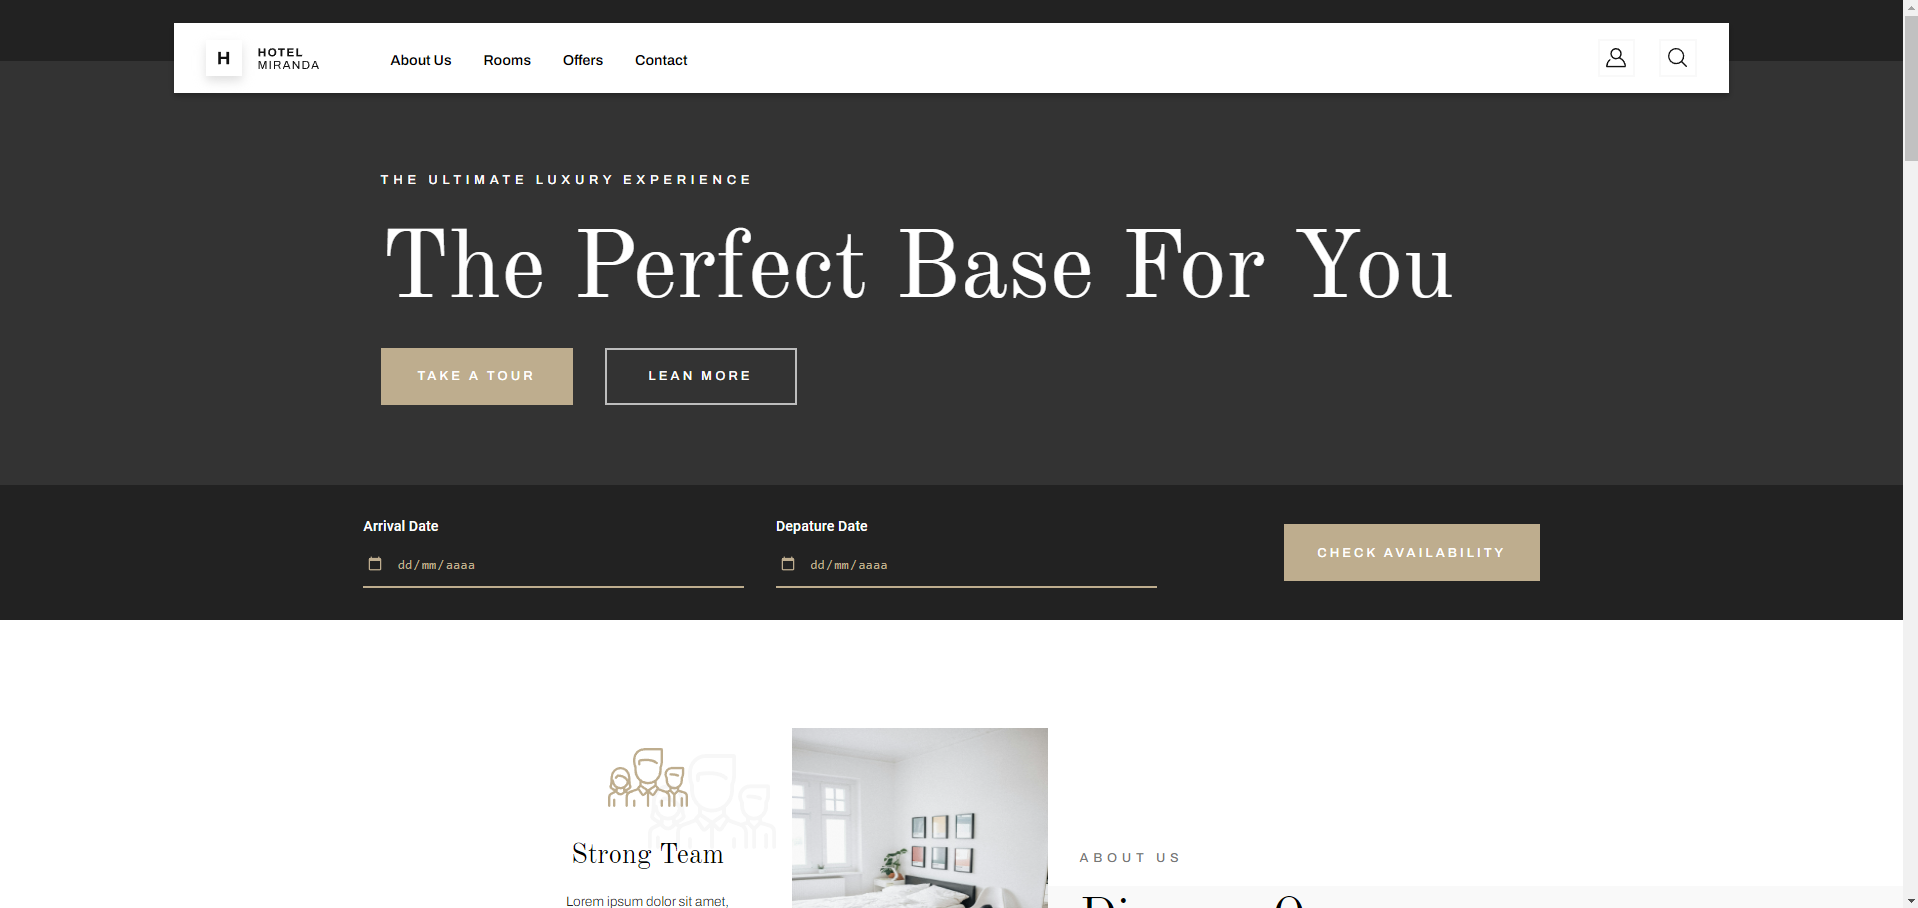 H
HOTEL
MIRANDA
About Us
Rooms
Offers
Contact
THE ULTIMATE LUXURY EXPERIENCE
The Perfect Base For You
TAKE A TOUR
LEAN MORE
Arrival Date
Depature Date
dd/mm/aaaa
dd/mm/aaaa
CHECK AVAILABILITY
Strong Team
Lorem ipsum dolor sit amet,
ABOUT US